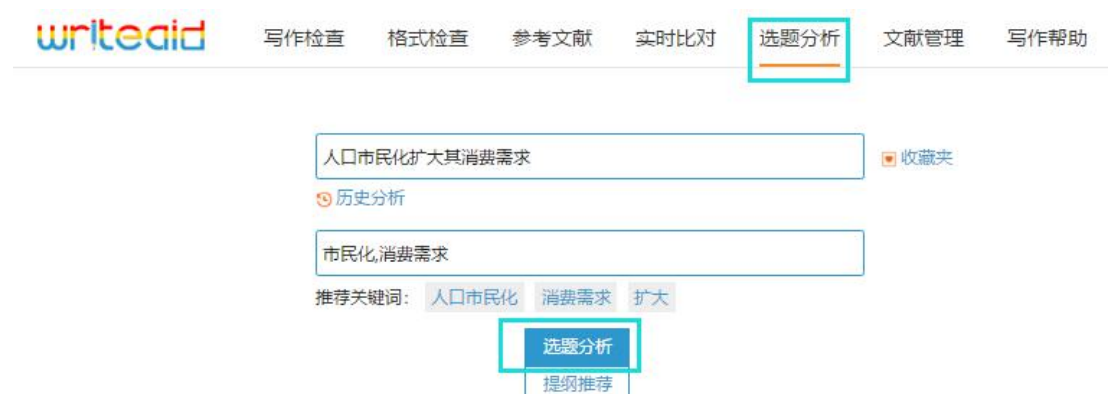 writeaid 写作检查 格式检查 参考文献 实时比对 选题分析 文献管理 写作帮助
人口市民化扩大其消费需求 收藏夹
历史分析
市民化,消费需求
推荐关键词： 人口市民化 消费需求 扩大
选题分析
提纲推荐